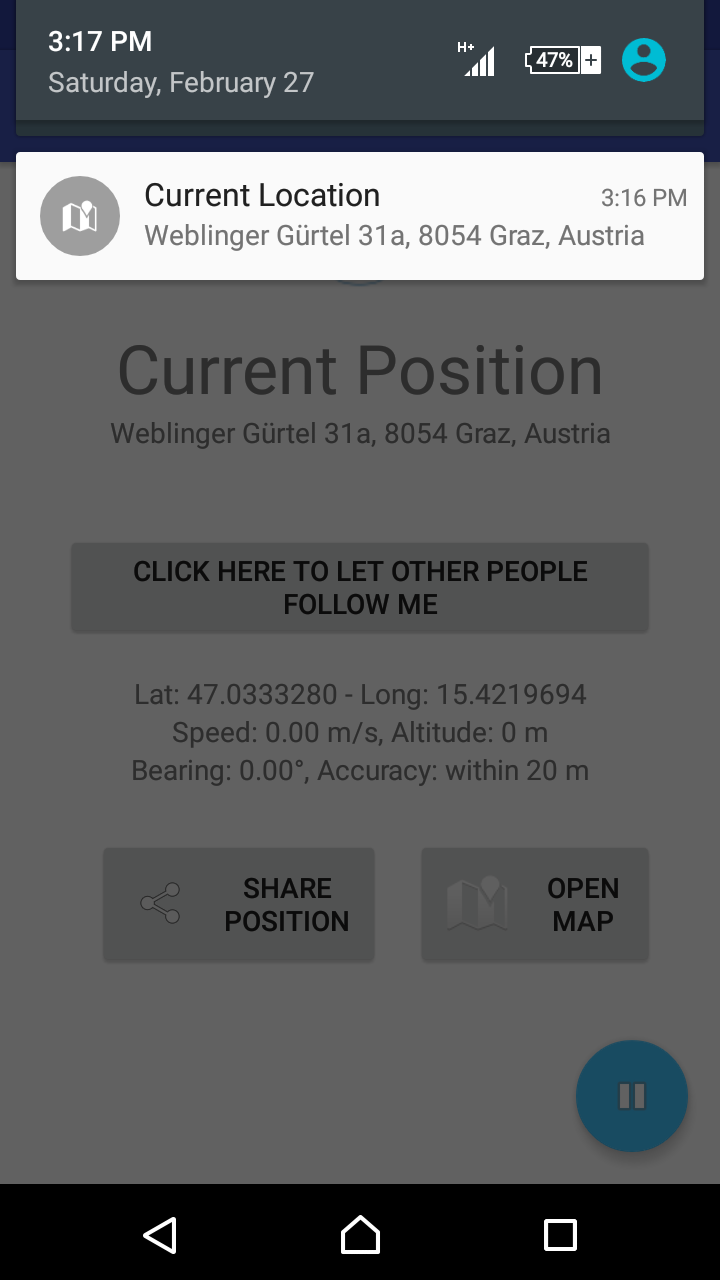 3:17 PM
Saturday, February 27
H+
47%
Current Location
3:16 PM
Weblinger Gürtel 31a, 8054 Graz, Austria
Current Position
Weblinger Gürtel 31a, 8054 Graz, Austria
CLICK HERE TO LET OTHER PEOPLE
FOLLOW ME
Lat: 47.0333280 - Long: 15.4219694
Speed: 0.00 m/s, Altitude: 0 m
Bearing: 0.00°, Accuracy: within 20 m
SHARE
POSITION
OPEN
MAP